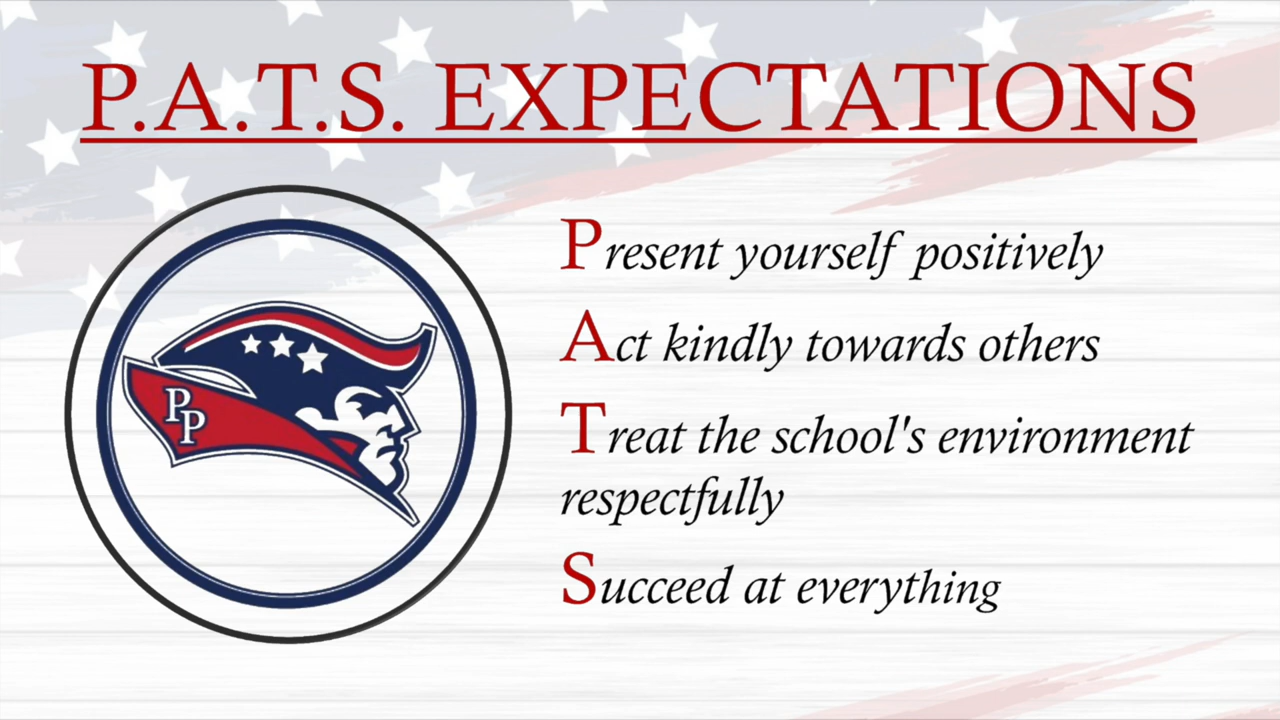 P.A.T.S. EXPECTATIONS
PP
Present yourself positively
Act kindly towards others
Treat the school's environment
respectfully
Succeed at everything